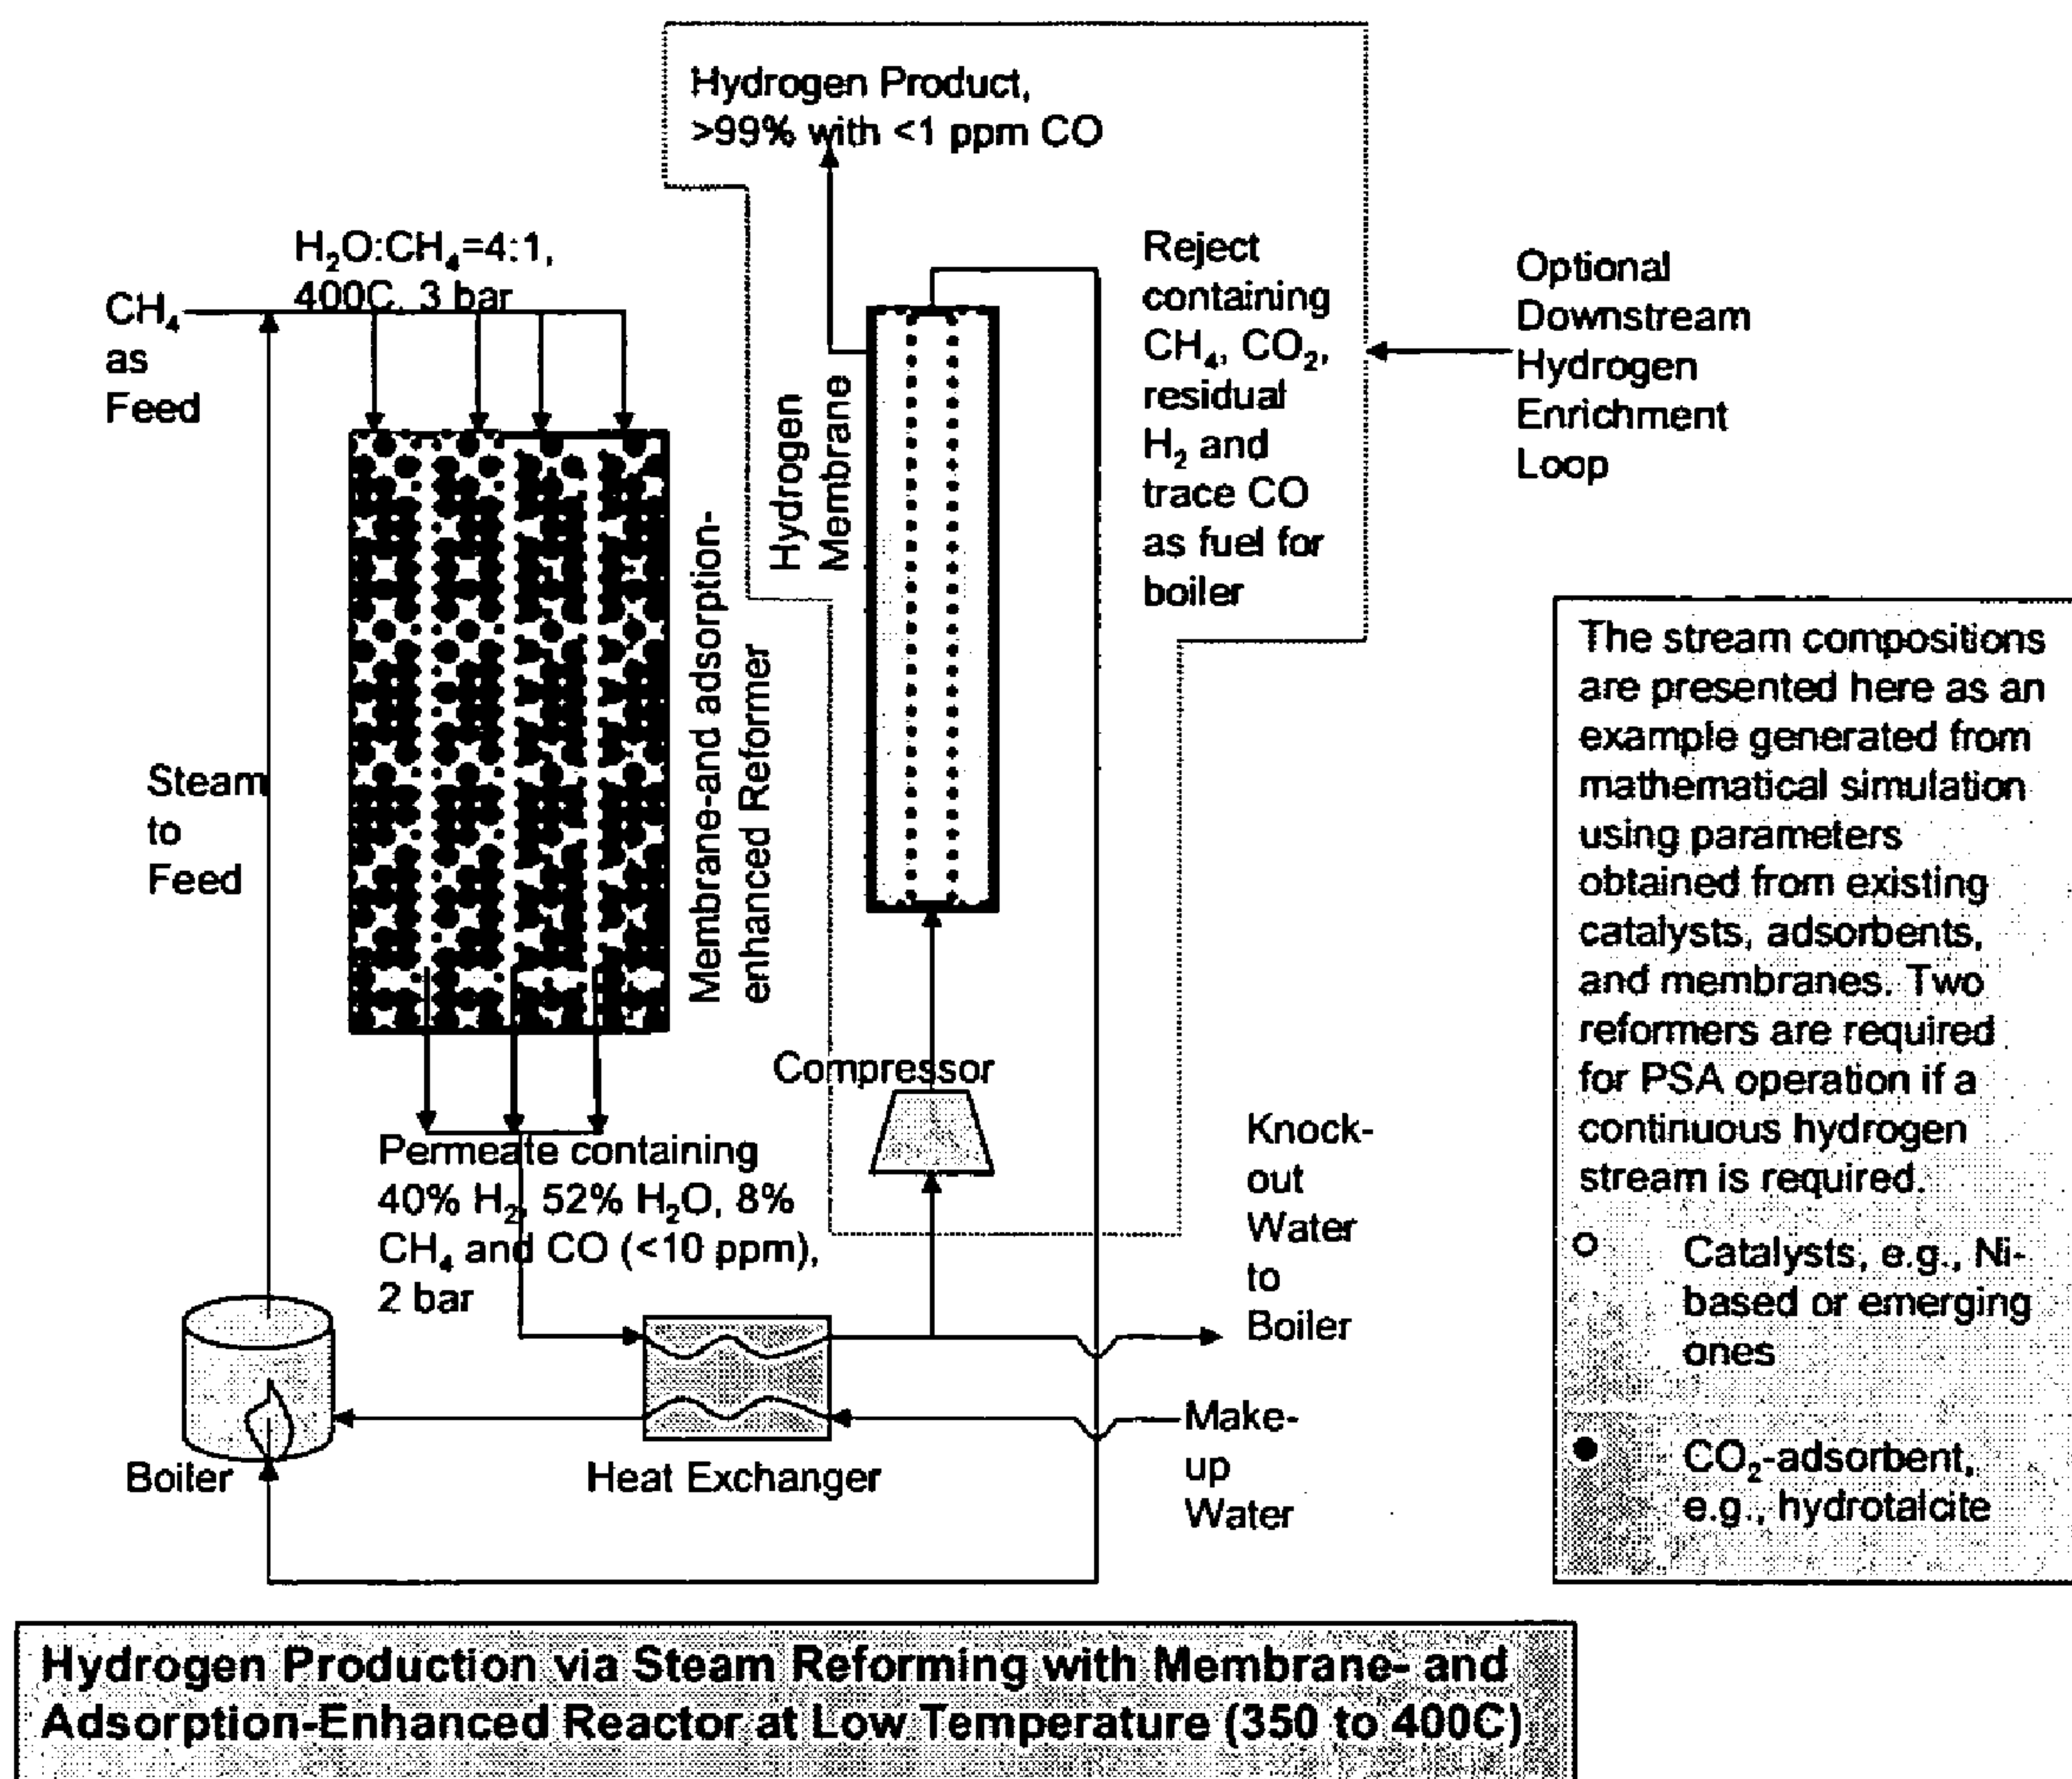 Hydrogen Product,
>99% with <1 ppm CO
H₂O:CH₄=4:1,
400C, 3 bar
CH₄
as
Feed
Steam
to
Feed
Membrane-and adsorption-
enhanced Reformer
Hydrogen
Membrane
Reject
containing
CH₄, CO₂,
residual
H₂ and
trace CO
as fuel for
boiler
Optional
Downstream
Hydrogen
Enrichment
Loop
Compressor
Permeate containing
40% H₂, 52% H₂O, 8%
CH₄ and CO (<10 ppm),
2 bar
Knock-
out
Water
to
Boiler
Make-
up
Water
Boiler
Heat Exchanger
The stream compositions
are presented here as an
example generated from
mathematical simulation
using parameters
obtained from existing
catalysts, adsorbents,
and membranes. Two
reformers are required
for PSA operation if a
continuous hydrogen
stream is required.
Catalysts, e.g., Ni-
based or emerging
ones
CO₂-adsorbent,
e.g., hydrotalcite
Hydrogen Production via Steam Reforming with Membrane- and
Adsorption-Enhanced Reactor at Low Temperature (350 to 400C)